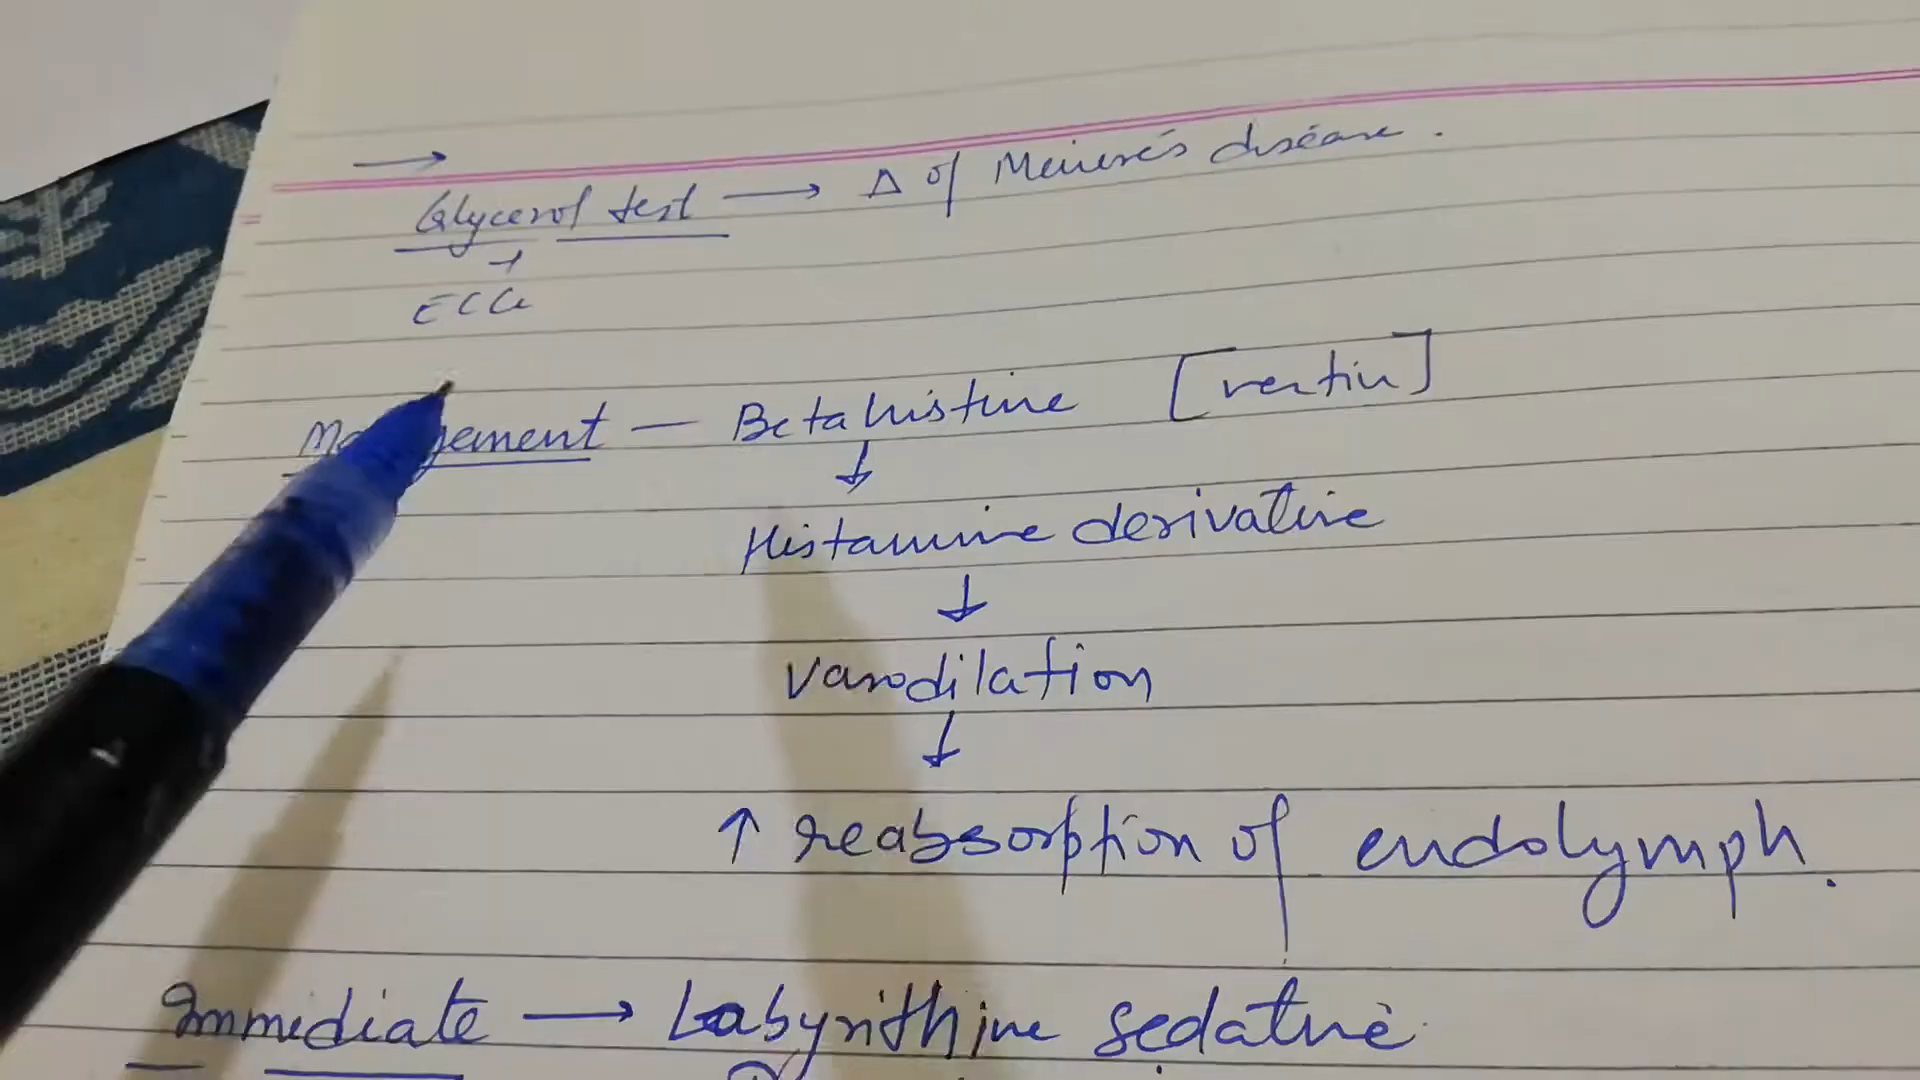 → Glycerol test → Δ of Meniere's disease.
↓
ECG
Management — Betahistine [vertin]
↓
Histamine derivative
↓
Vasodilation
↓
↑ reabsorption of endolymph.
Immediate → Labyrinthine sedative